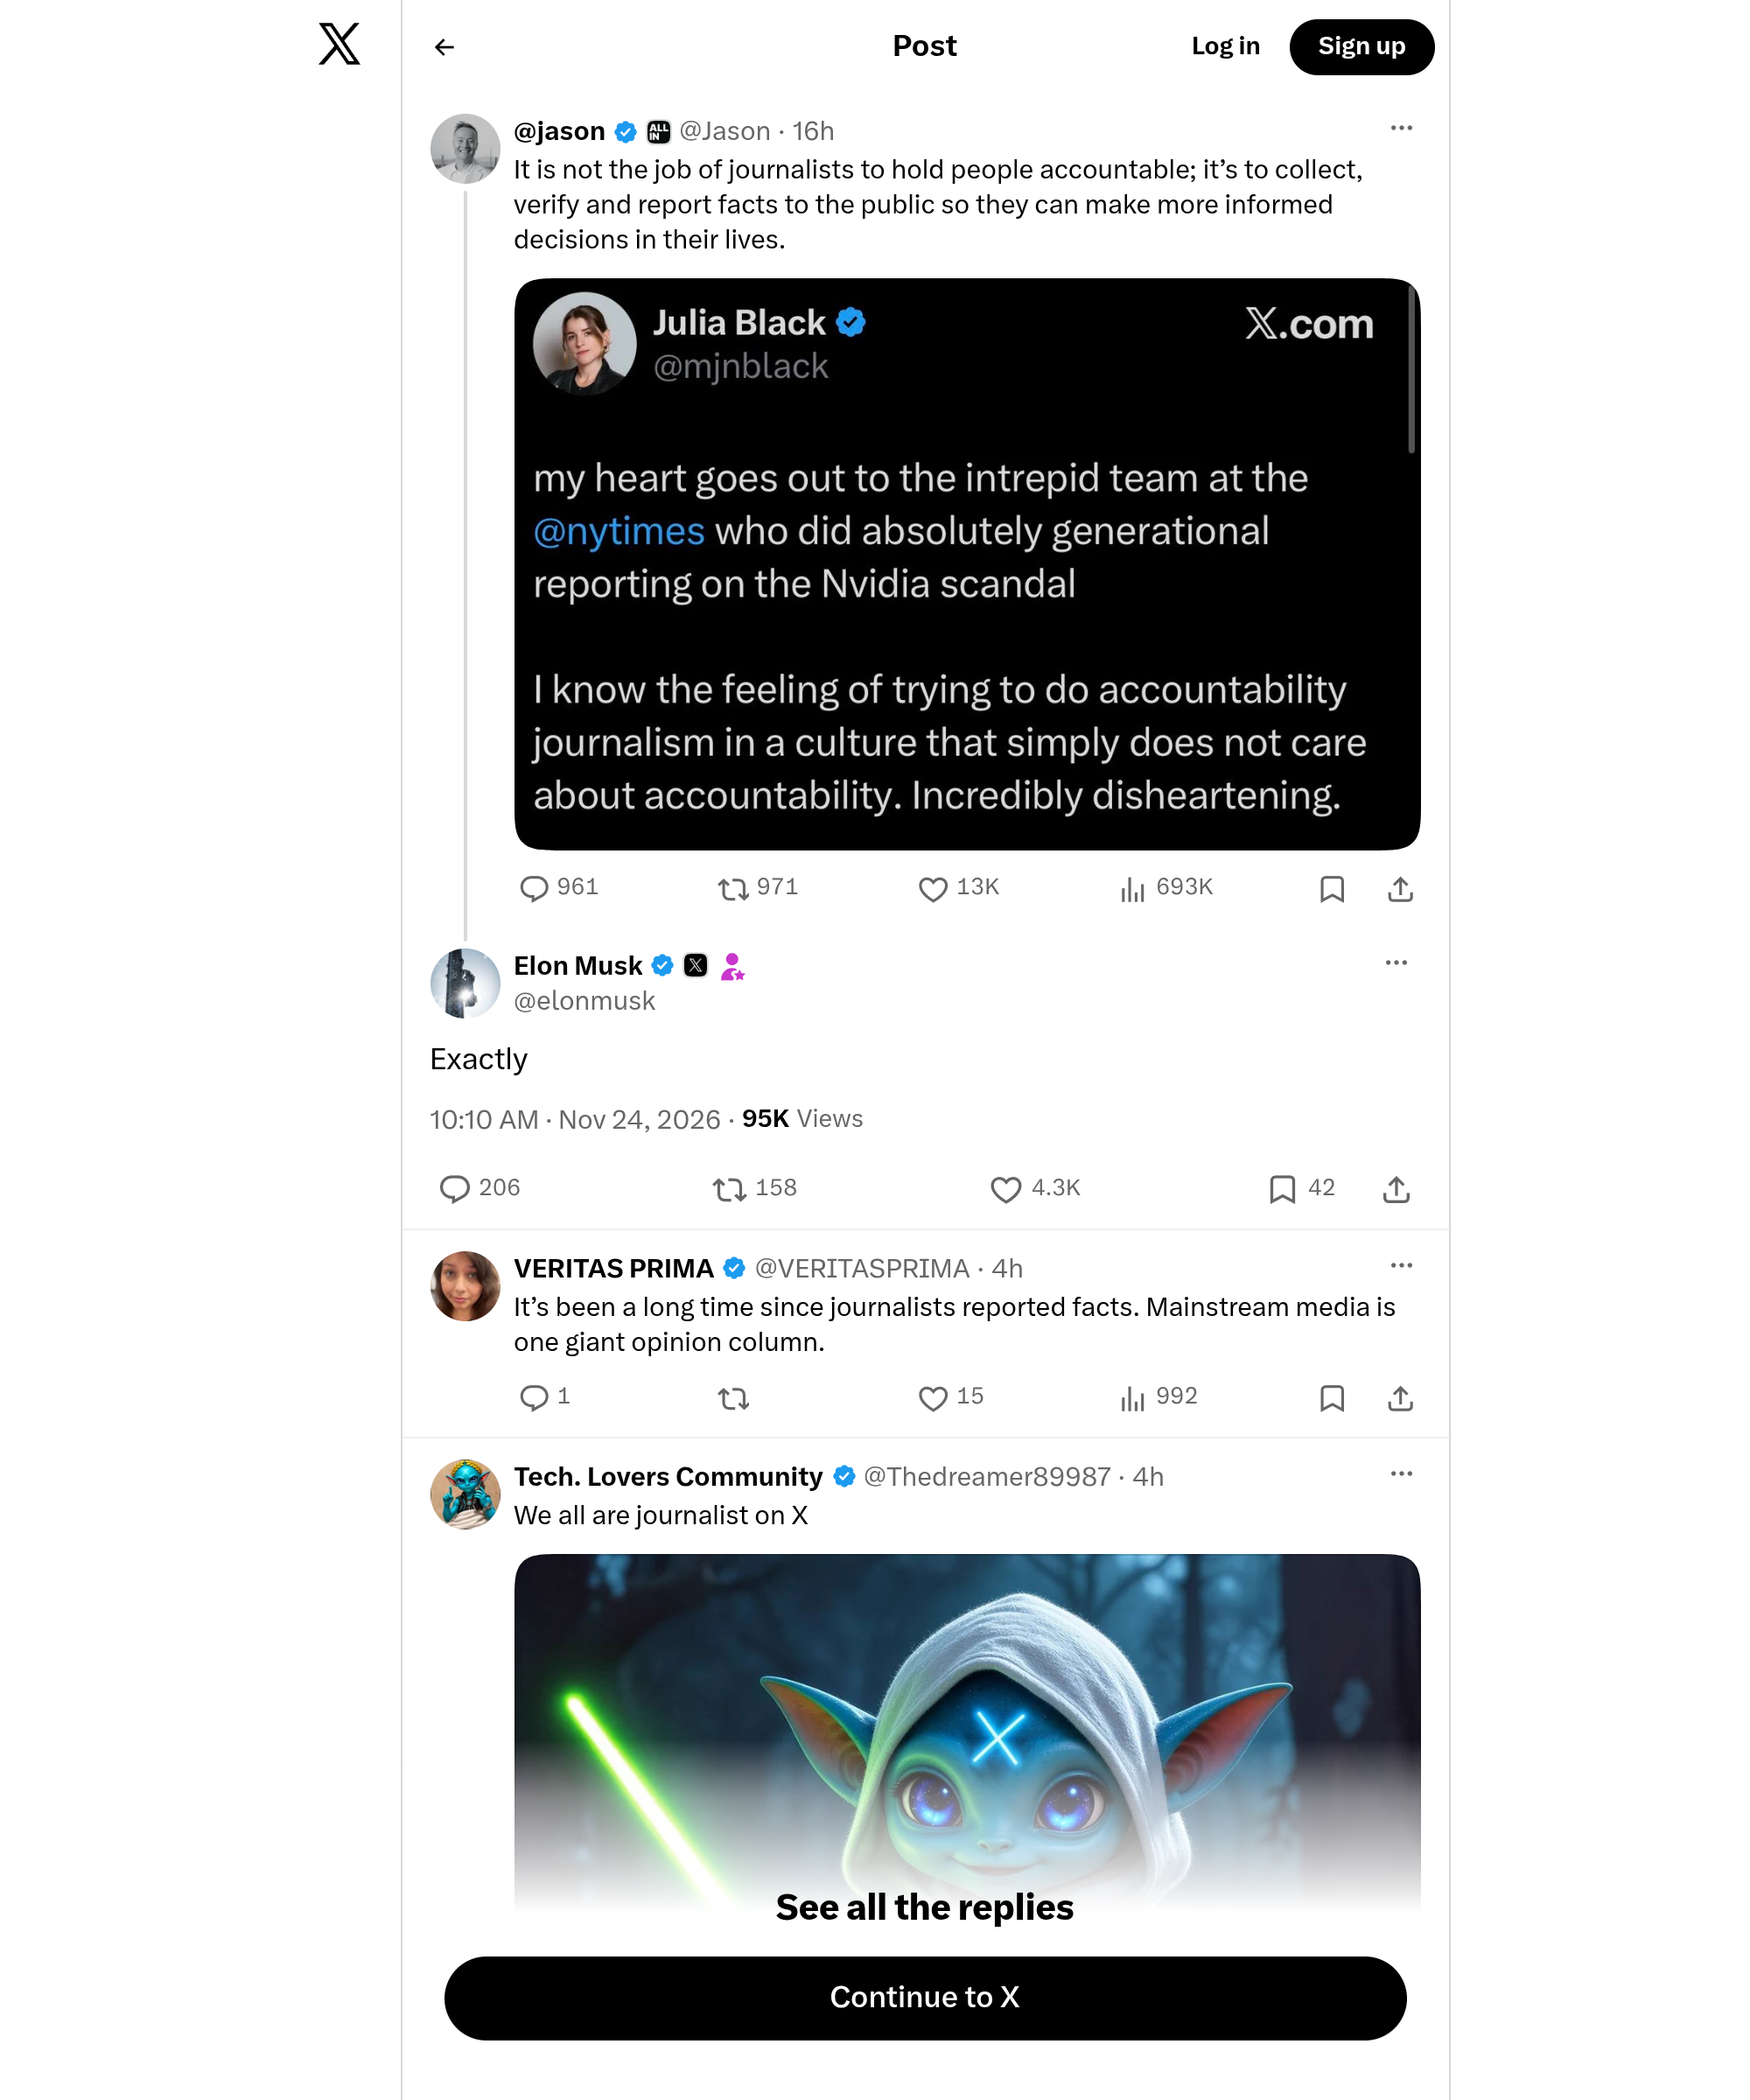 Post
Log in
Sign up
@jason ALL IN @Jason · 16h
It is not the job of journalists to hold people accountable; it’s to collect,
verify and report facts to the public so they can make more informed
decisions in their lives.
Julia Black
X.com
@mjnblack
my heart goes out to the intrepid team at the
@nytimes who did absolutely generational
reporting on the Nvidia scandal
I know the feeling of trying to do accountability
journalism in a culture that simply does not care
about accountability. Incredibly disheartening.
961 971 13K 693K
Elon Musk
@elonmusk
Exactly
10:10 AM · Nov 24, 2026 · 95K Views
206 158 4.3K 42
VERITAS PRIMA @VERITASPRIMA · 4h
It’s been a long time since journalists reported facts. Mainstream media is
one giant opinion column.
1 15 992
Tech. Lovers Community @Thedreamer89987 · 4h
We all are journalist on X
See all the replies
Continue to X